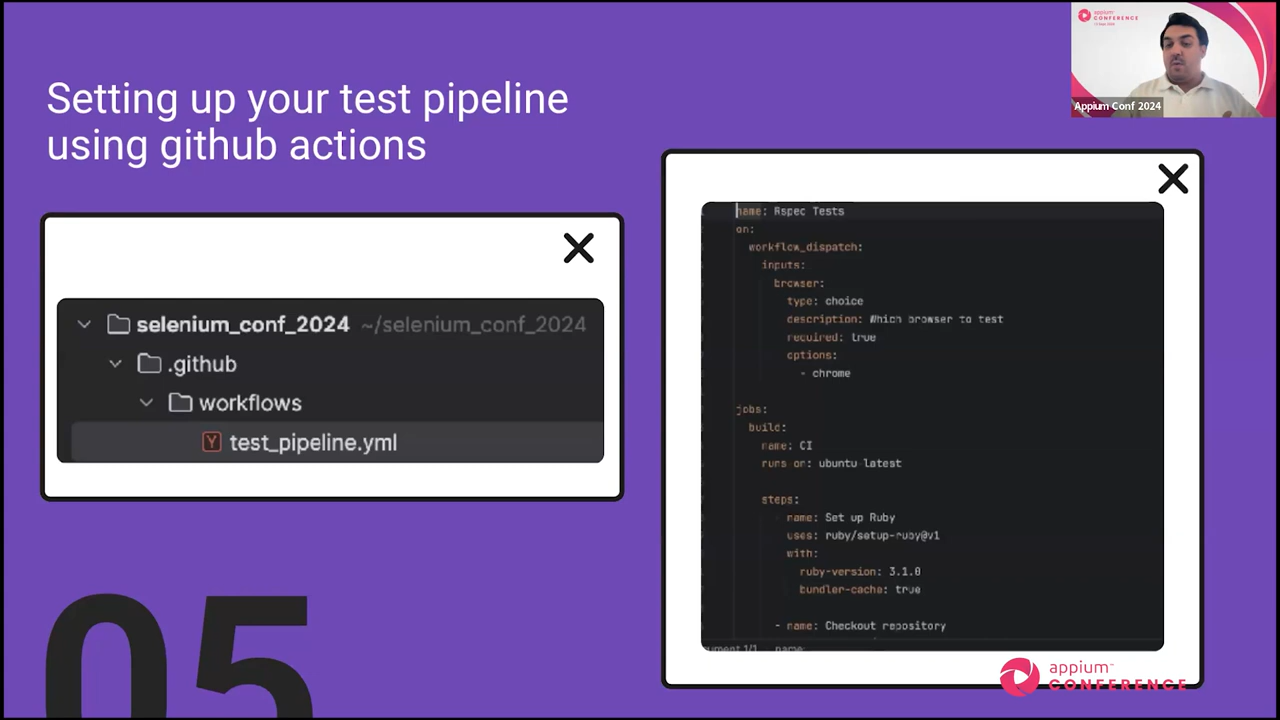 Setting up your test pipeline
using github actions
appium
CONFERENCE
Appium Conf 2024
selenium_conf_2024 ~/selenium_conf_2024
.github
workflows
Y test_pipeline.yml
name: Rspec Tests
on:
workflow_dispatch:
inputs:
browser:
type: choice
description: Which browser to test
required: true
options:
- chrome
jobs:
build:
name: CI
runs on: ubuntu-latest
steps:
name: Set up Ruby
uses: ruby/setup-ruby@v1
with:
ruby-version: 3.1.0
bundler-cache: true
- name: Checkout repository
05
appium
CONFERENCE